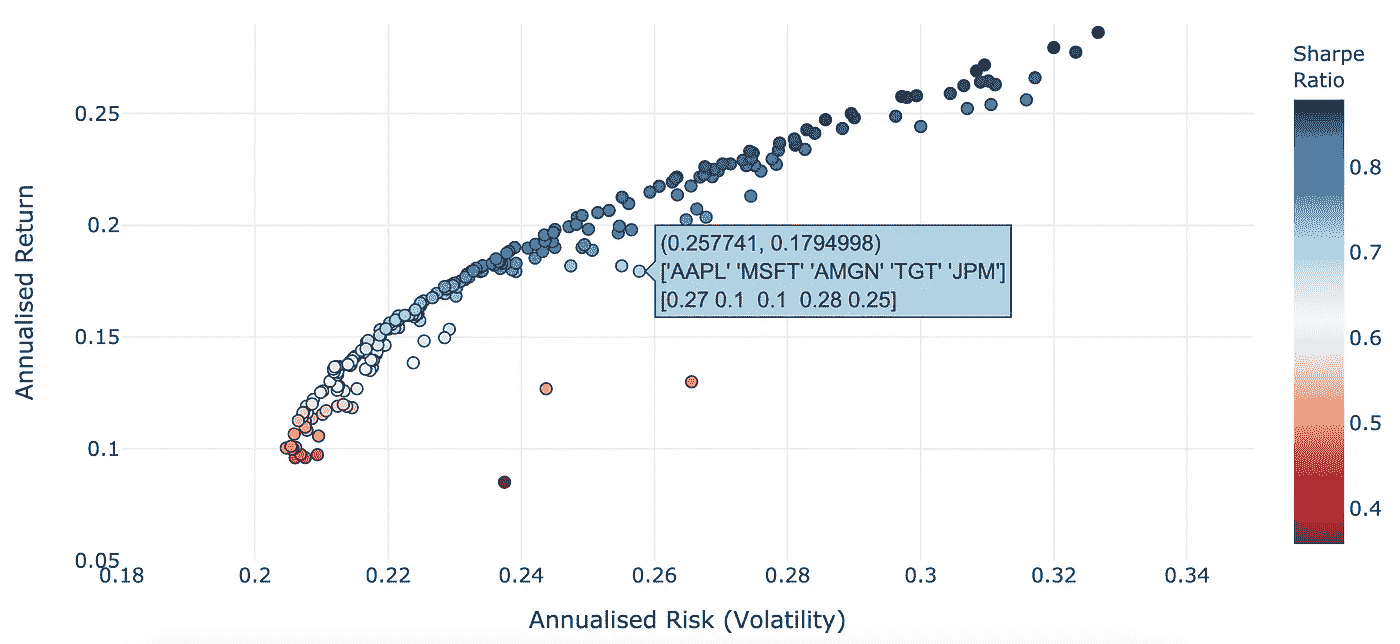 Sharpe
Ratio
0.25
0.2
0.15
0.1
0.05
Annualised Return
(0.257741, 0.1794998)
['AAPL' 'MSFT' 'AMGN' 'TGT' 'JPM']
[0.27 0.1  0.1  0.28 0.25]
0.8
0.7
0.6
0.5
0.4
0.18 0.2 0.22 0.24 0.26 0.28 0.3 0.32 0.34
Annualised Risk (Volatility)